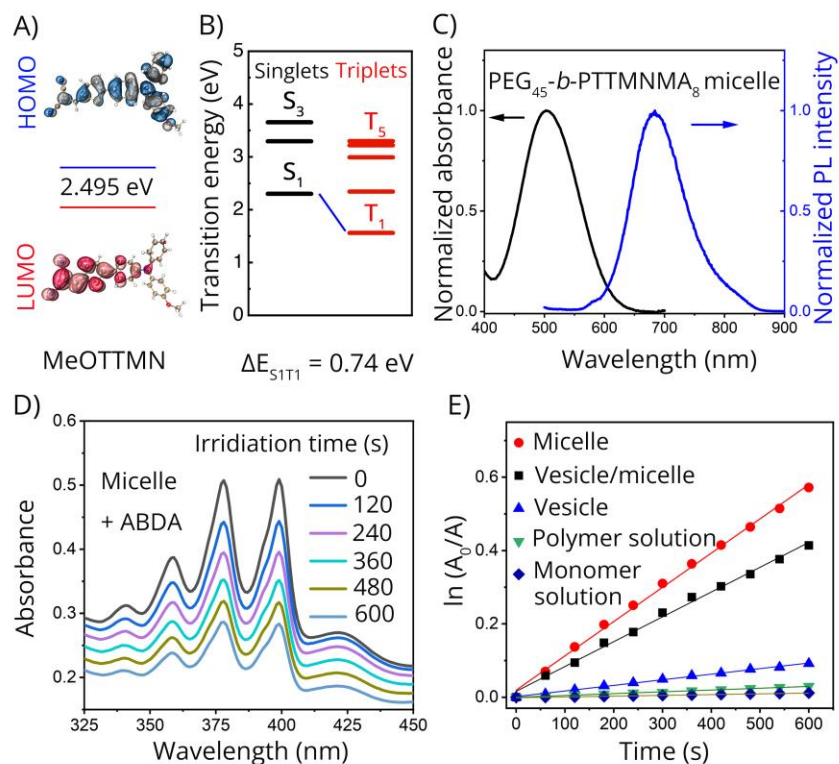 A)
HOMO
2.495 eV
LUMO
MeOTTMN
B)
Transition energy (eV)
5
4
3
2
1
0
Singlets Triplets
S3
S1
T5
T1
ΔES1T1 = 0.74 eV
C)
Normalized absorbance
1.0
0.5
0.0
PEG45-b-PTTMNMA8 micelle
1.0
0.5
0.0
Normalized PL intensity
400 500 600 700 800 900
Wavelength (nm)
D)
Absorbance
0.6
0.5
0.4
0.3
0.2
Micelle
+ ABDA
Irridiation time (s)
0
120
240
360
480
600
325 350 375 400 425 450
Wavelength (nm)
E)
ln (A0/A)
0.6
0.4
0.2
0.0
Micelle
Vesicle/micelle
Vesicle
Polymer solution
Monomer
solution
0 100 200 300 400 500 600
Time (s)